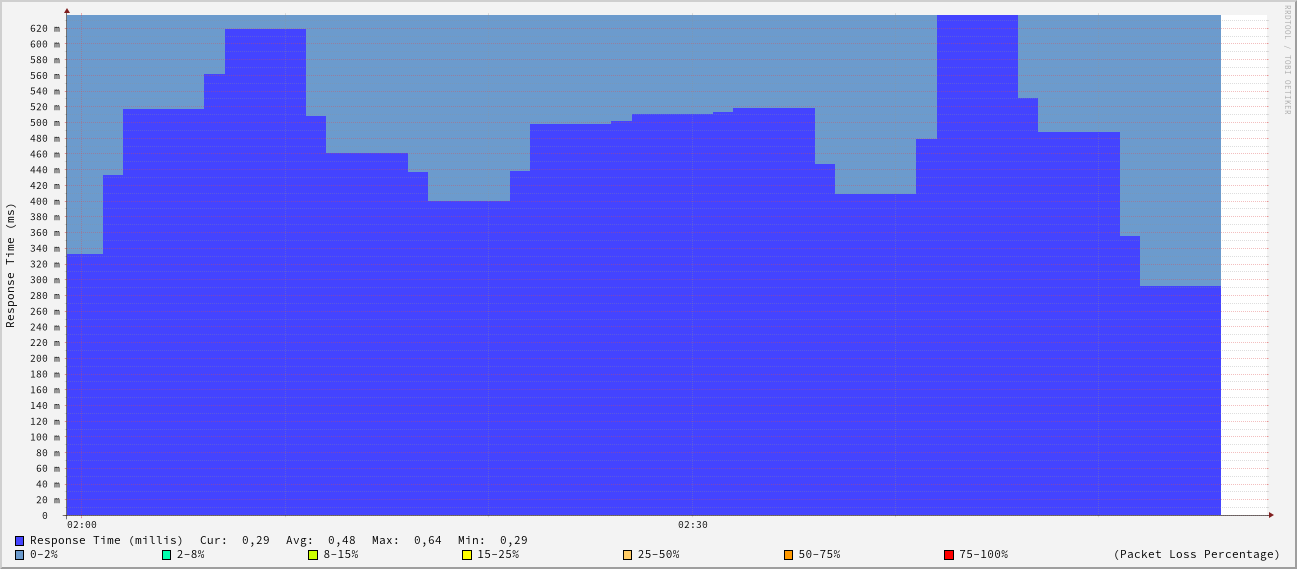 RRDTOOL / TOBI OETIKER
Response Time (ms)
620 m
600 m
580 m
560 m
540 m
520 m
500 m
480 m
460 m
440 m
420 m
400 m
380 m
360 m
340 m
320 m
300 m
280 m
260 m
240 m
220 m
200 m
180 m
160 m
140 m
120 m
100 m
80 m
60 m
40 m
20 m
0
02:00 02:30
Response Time (millis) Cur: 0,29 Avg: 0,48 Max: 0,64 Min: 0,29
0-2% 2-8% 8-15% 15-25% 25-50% 50-75% 75-100% (Packet Loss Percentage)